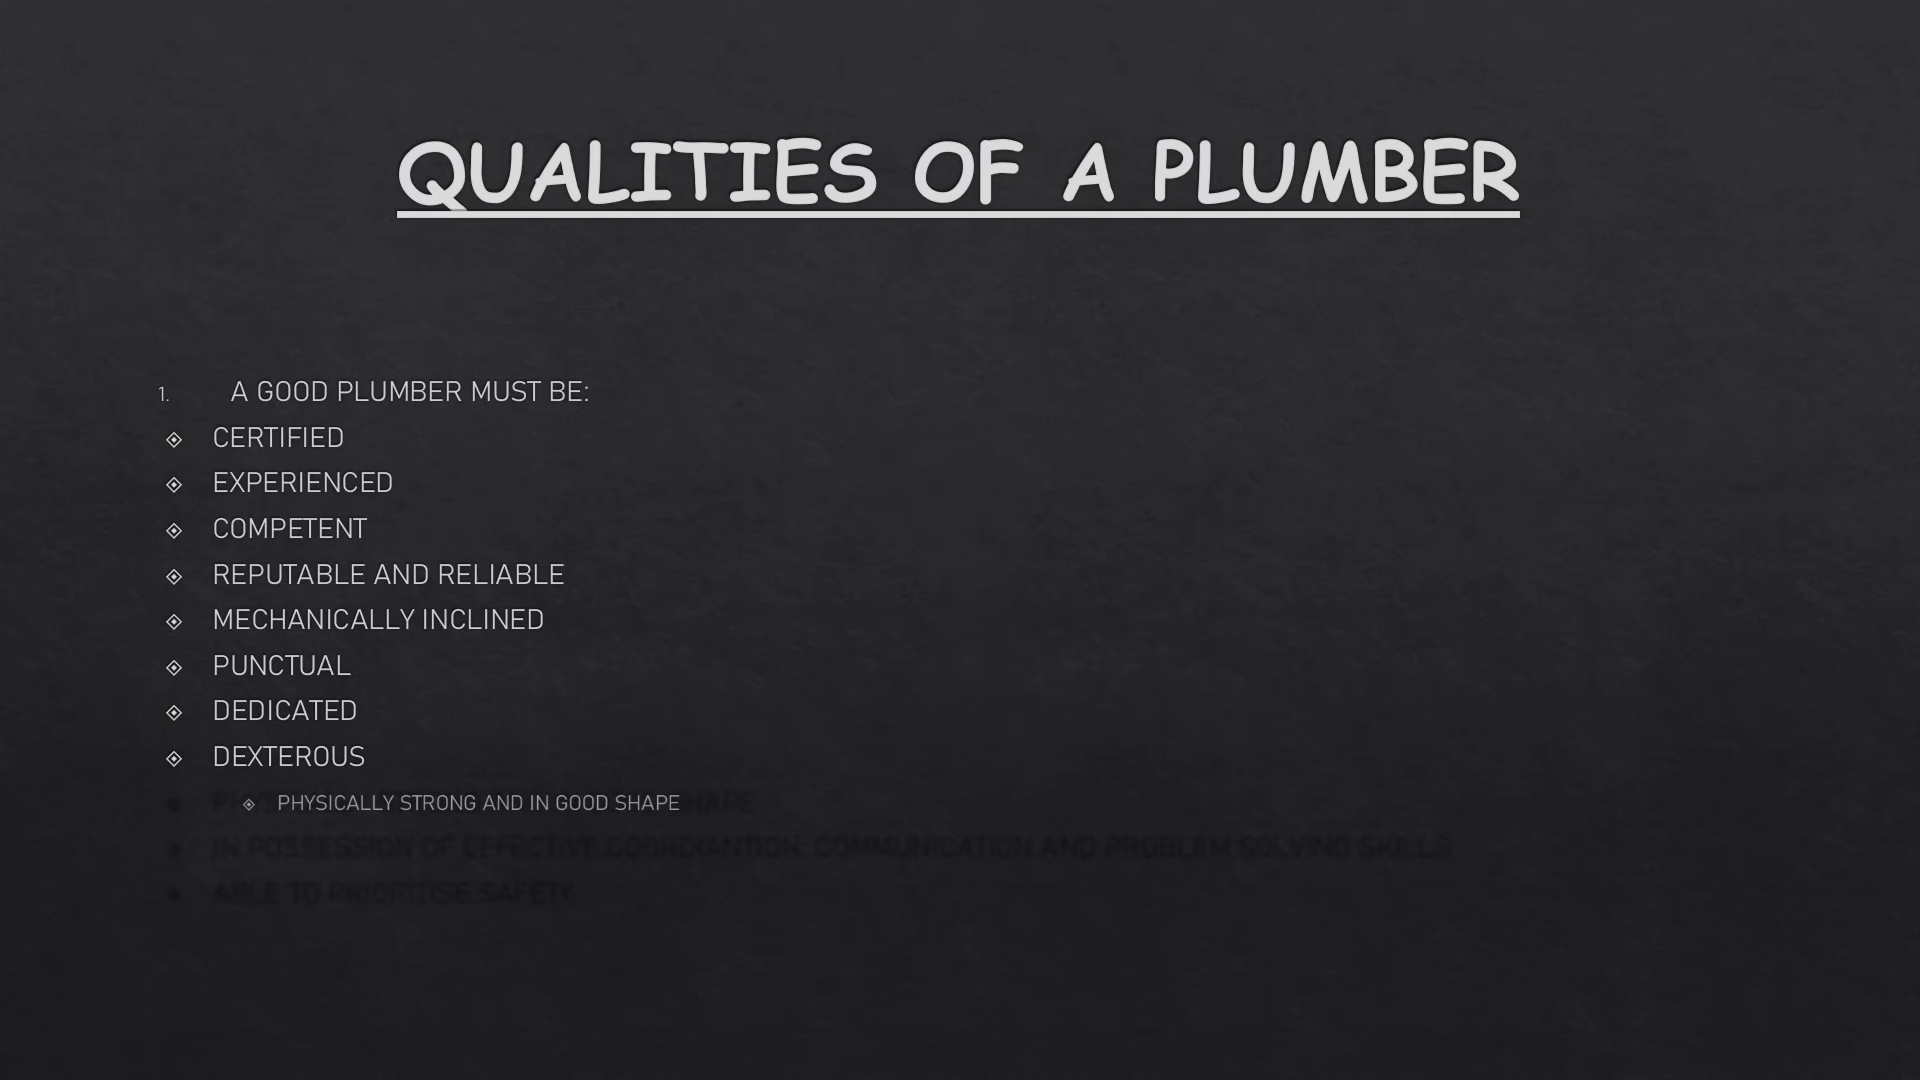 QUALITIES OF A PLUMBER
1. A GOOD PLUMBER MUST BE:
CERTIFIED
EXPERIENCED
COMPETENT
REPUTABLE AND RELIABLE
MECHANICALLY INCLINED
PUNCTUAL
DEDICATED
DEXTEROUS
PHYSICALLY STRONG AND IN GOOD SHAPE
IN POSSESSION OF EFFECTIVE COORDIANTION, COMMUNICATION AND PROBLEM SOLVING SKILLS
ABLE TO PRIORITISE SAFETY